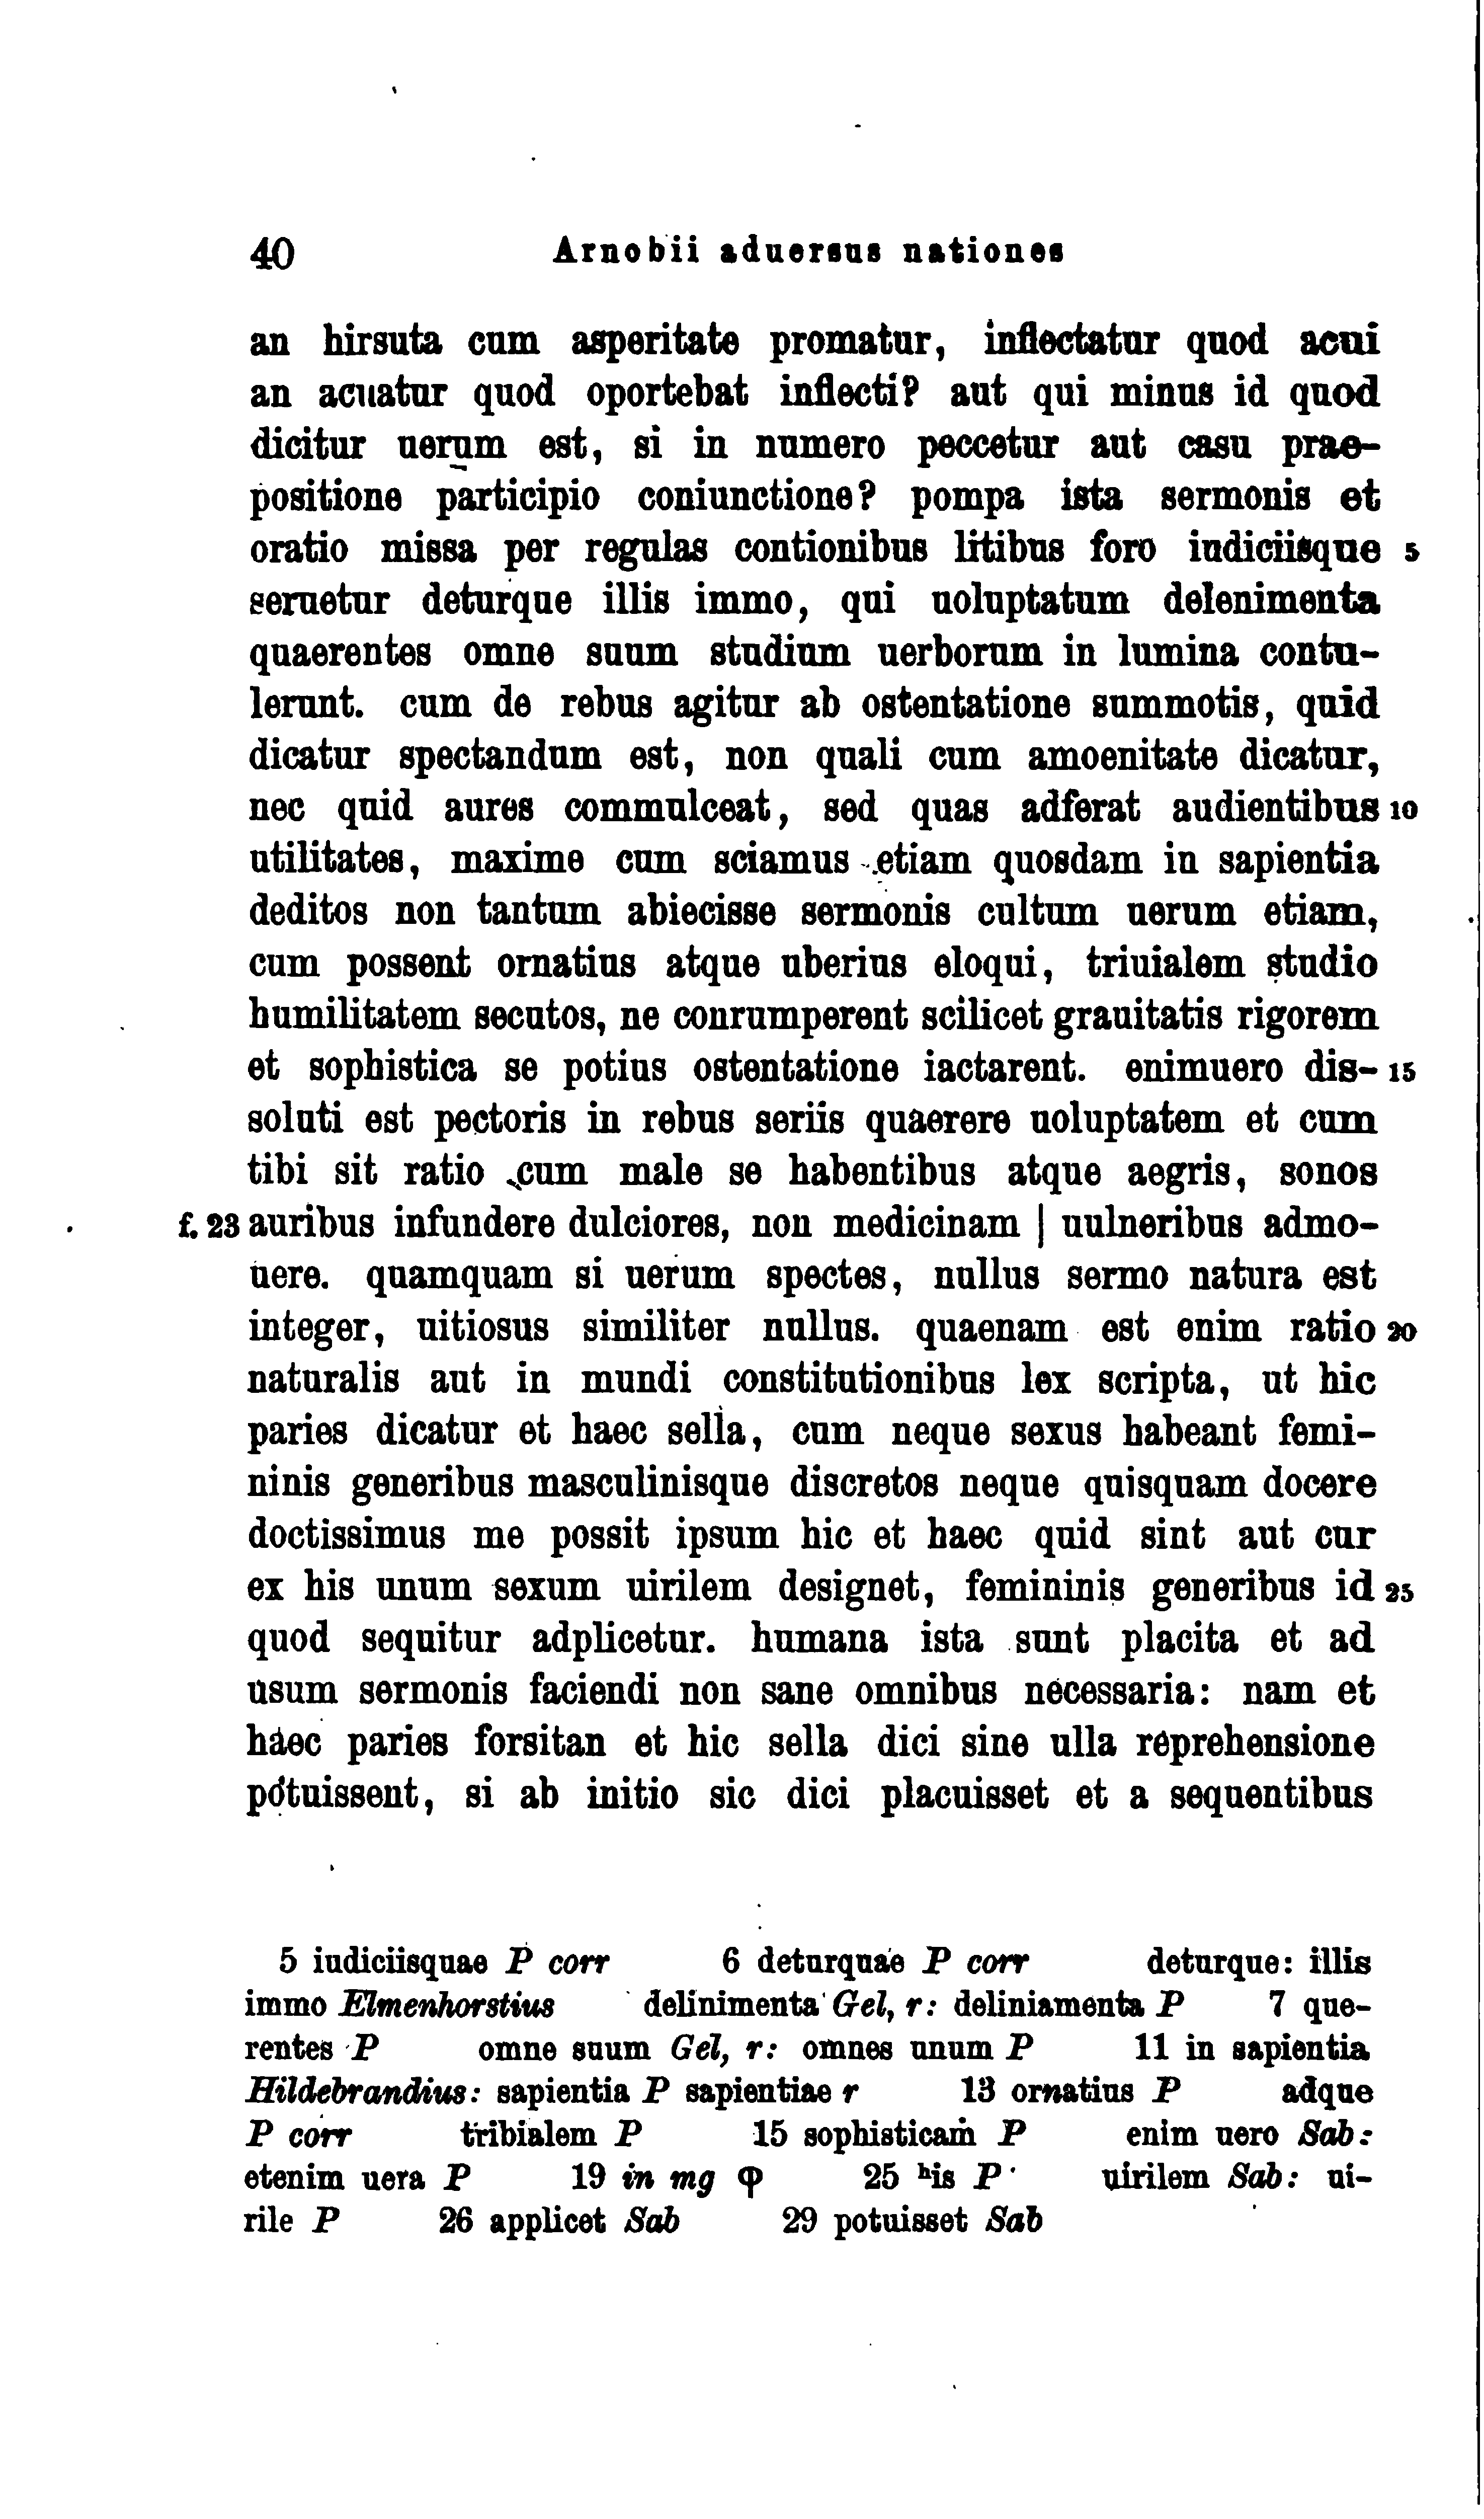 40 Arnobii aduersus nationes
an hirsuta cum asperitate promatur, inflectatur quod acui
an acuatur quod oportebat inflecti? aut qui minus id quod
dicitur uerum est, si in numero peccetur aut casu prae-
positione participio coniunctione? pompa ista sermonis et
oratio missa per regulas contionibus litibus foro iudiciisque 5
seruetur deturque illis immo, qui uoluptatum delenimenta
quaerentes omne suum studium uerborum in lumina contu-
lerunt. cum de rebus agitur ab ostentatione summotis, quid
dicatur spectandum est, non quali cum amoenitate dicatur,
nec quid aures commulceat, sed quas adferat audientibus 10
utilitates, maxime cum sciamus etiam quosdam in sapientia
deditos non tantum abiecisse sermonis cultum uerum etiam,
cum possent ornatius atque uberius eloqui, triuialem studio
humilitatem secutos, ne conrumperent scilicet grauitatis rigorem
et sophistica se potius ostentatione iactarent. enimuero dis- 15
soluti est pectoris in rebus seriis quaerere uoluptatem et cum
tibi sit ratio cum male se habentibus atque aegris, sonos
f. 23 auribus infundere dulciores, non medicinam | uulneribus admo-
uere. quamquam si uerum spectes, nullus sermo natura est
integer, uitiosus similiter nullus. quaenam est enim ratio 20
naturalis aut in mundi constitutionibus lex scripta, ut hic
paries dicatur et haec sella, cum neque sexus habeant femi-
ninis generibus masculinisque discretos neque quisquam docere
doctissimus me possit ipsum hic et haec quid sint aut cur
ex his unum sexum uirilem designet, femininis generibus id 25
quod sequitur adplicetur. humana ista sunt placita et ad
usum sermonis faciendi non sane omnibus necessaria: nam et
haec paries forsitan et hic sella dici sine ulla reprehensione
potuissent, si ab initio sic dici placuisset et a sequentibus
5 iudiciisquae P corr 6 deturquae P corr deturque: illis
immo Elmenhorstius delinimenta Gel, r: deliniamenta P 7 que-
rentes P omne suum Gel, r: omnes unum P 11 in sapientia
Hildebrandius: sapientia P sapientiae r 13 ornatius P adque
P corr tribialem P 15 sophisticam P enim uero Sab:
etenim uera P 19 in mg φ 25 ʰis P uirilem Sab: ui-
rile P 26 applicet Sab 29 potuisset Sab